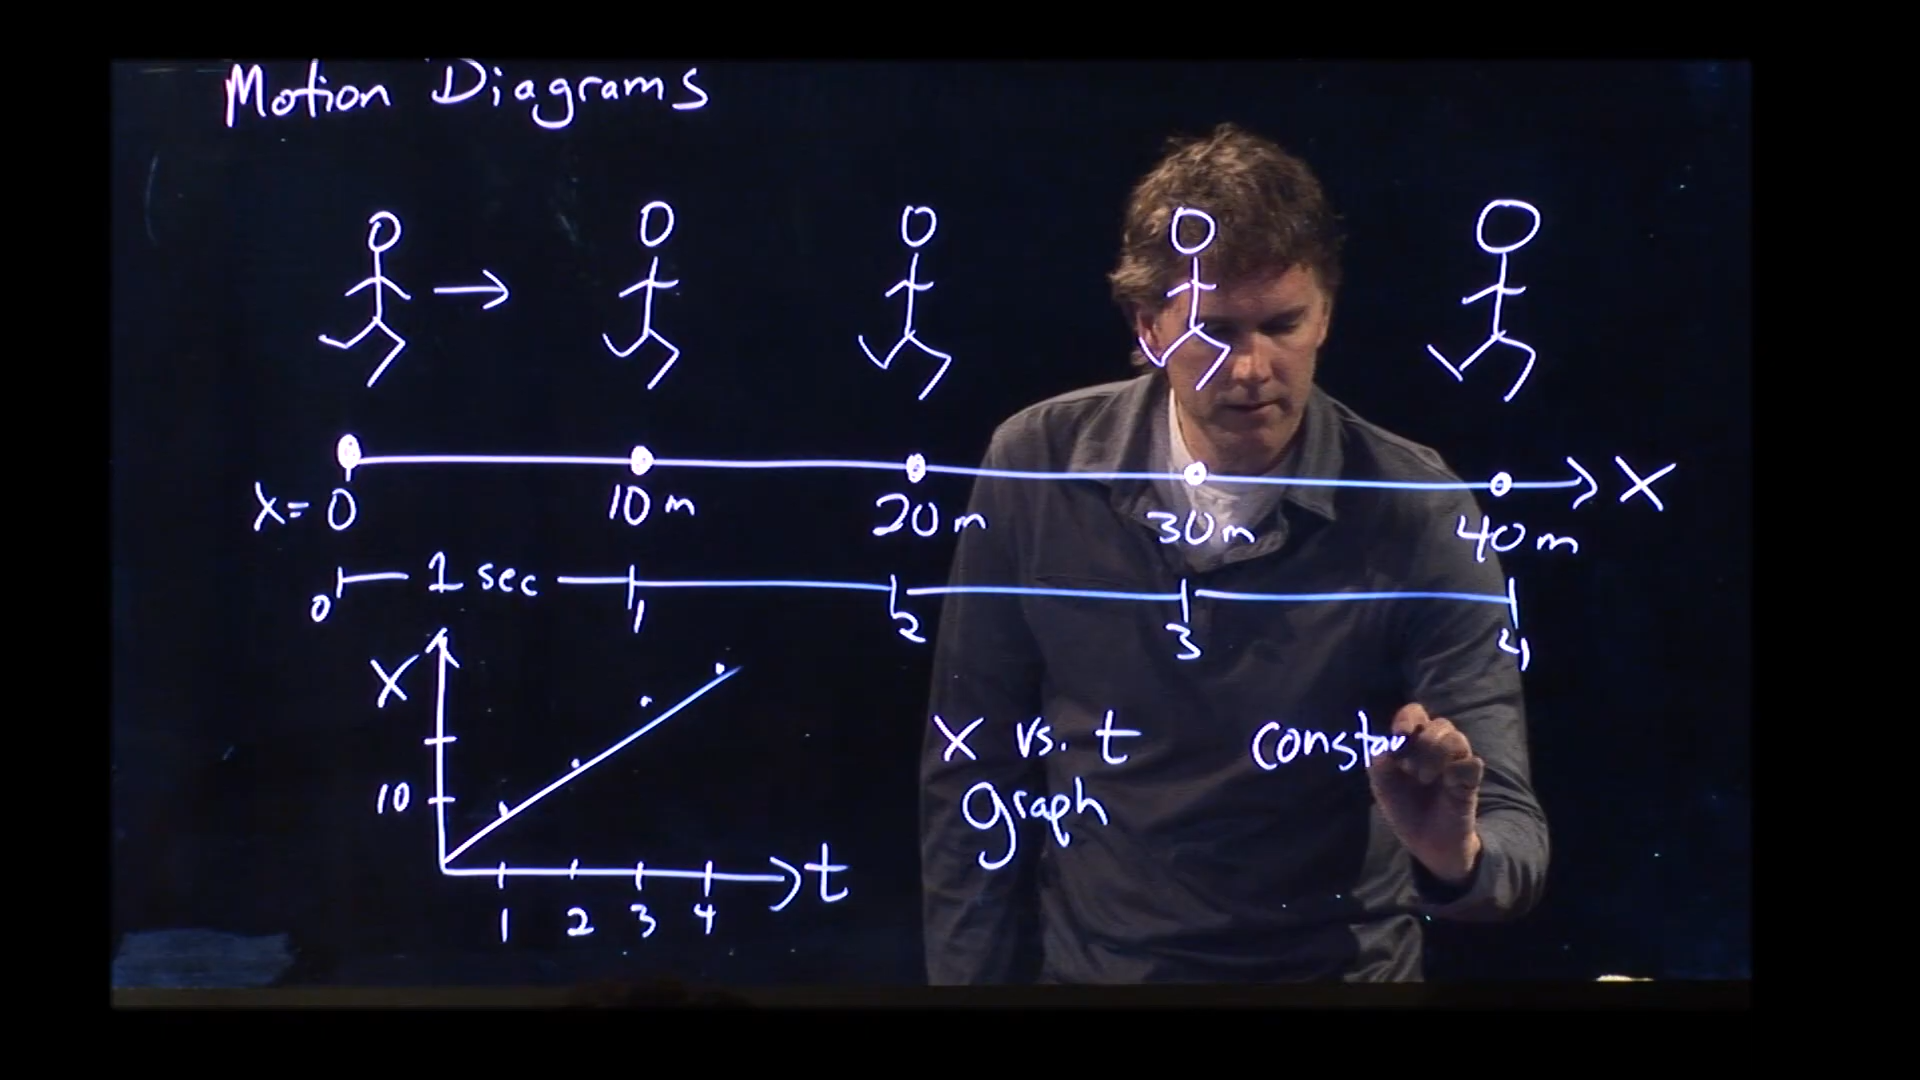 Motion Diagrams
X
X= 0 10 m 20 m 30 m 40 m
1 sec
0 1 2 3 4
X
10
1 2 3 4
t
X vs. t
graph
constan